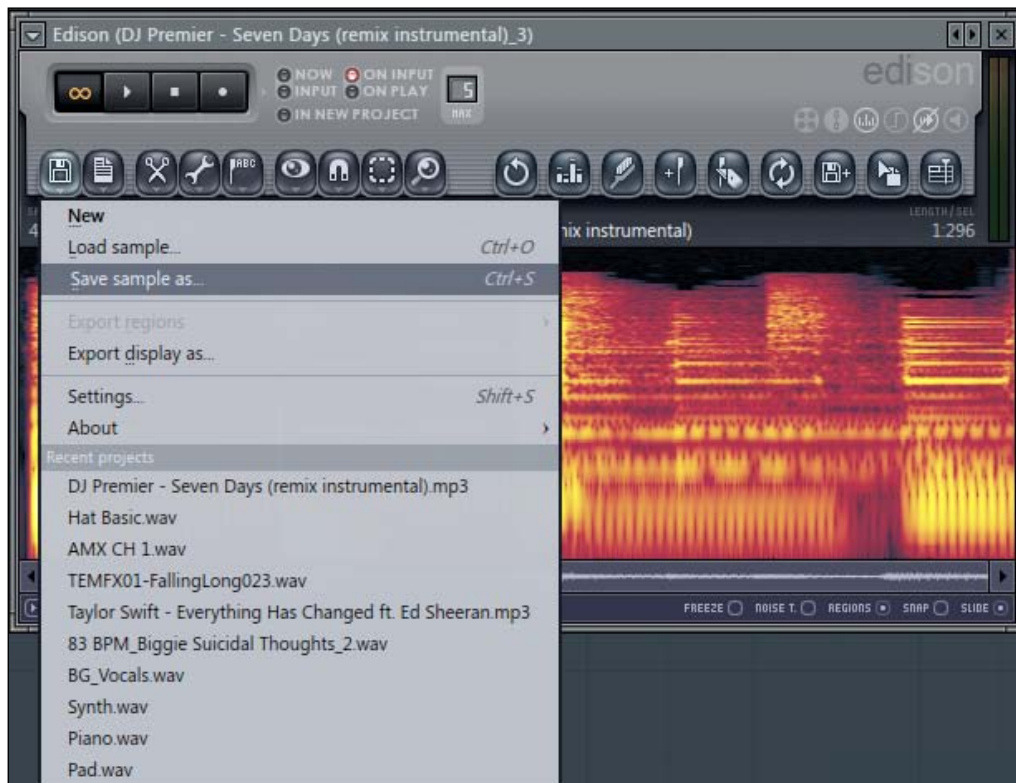 Edison (DJ Premier - Seven Days (remix instrumental)_3)
edison
NOW ON INPUT
INPUT ON PLAY
IN NEW PROJECT
5
MAX
ABC
LENGTH/SEL
4
nix instrumental)
1:296
New
Load sample... Ctrl+O
Save sample as... Ctrl+S
Export regions
Export display as...
Settings... Shift+S
About
Recent projects
DJ Premier - Seven Days (remix instrumental).mp3
Hat Basic.wav
AMX CH 1.wav
TEMFX01-FallingLong023.wav
Taylor Swift - Everything Has Changed ft. Ed Sheeran.mp3
83 BPM_Biggie Suicidal Thoughts_2.wav
BG_Vocals.wav
Synth.wav
Piano.wav
Pad.wav
FREEZE NOISE T. REGIONS SNAP SLIDE